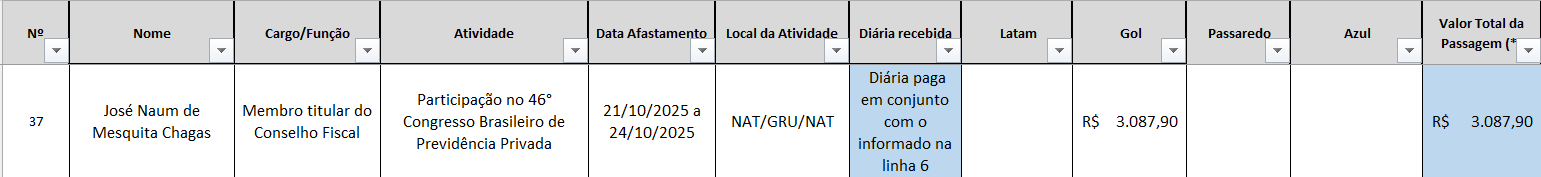 Nº Nome Cargo/Função Atividade Data Afastamento Local da Atividade Diária recebida Latam Gol Passaredo Azul Valor Total da
Passagem (*
37
José Naum de
Mesquita Chagas
Membro titular do
Conselho Fiscal
Participação no 46°
Congresso Brasileiro de
Previdência Privada
21/10/2025 a
24/10/2025
NAT/GRU/NAT
Diária paga
em conjunto
com o
informado na
linha 6
R$ 3.087,90
R$ 3.087,90